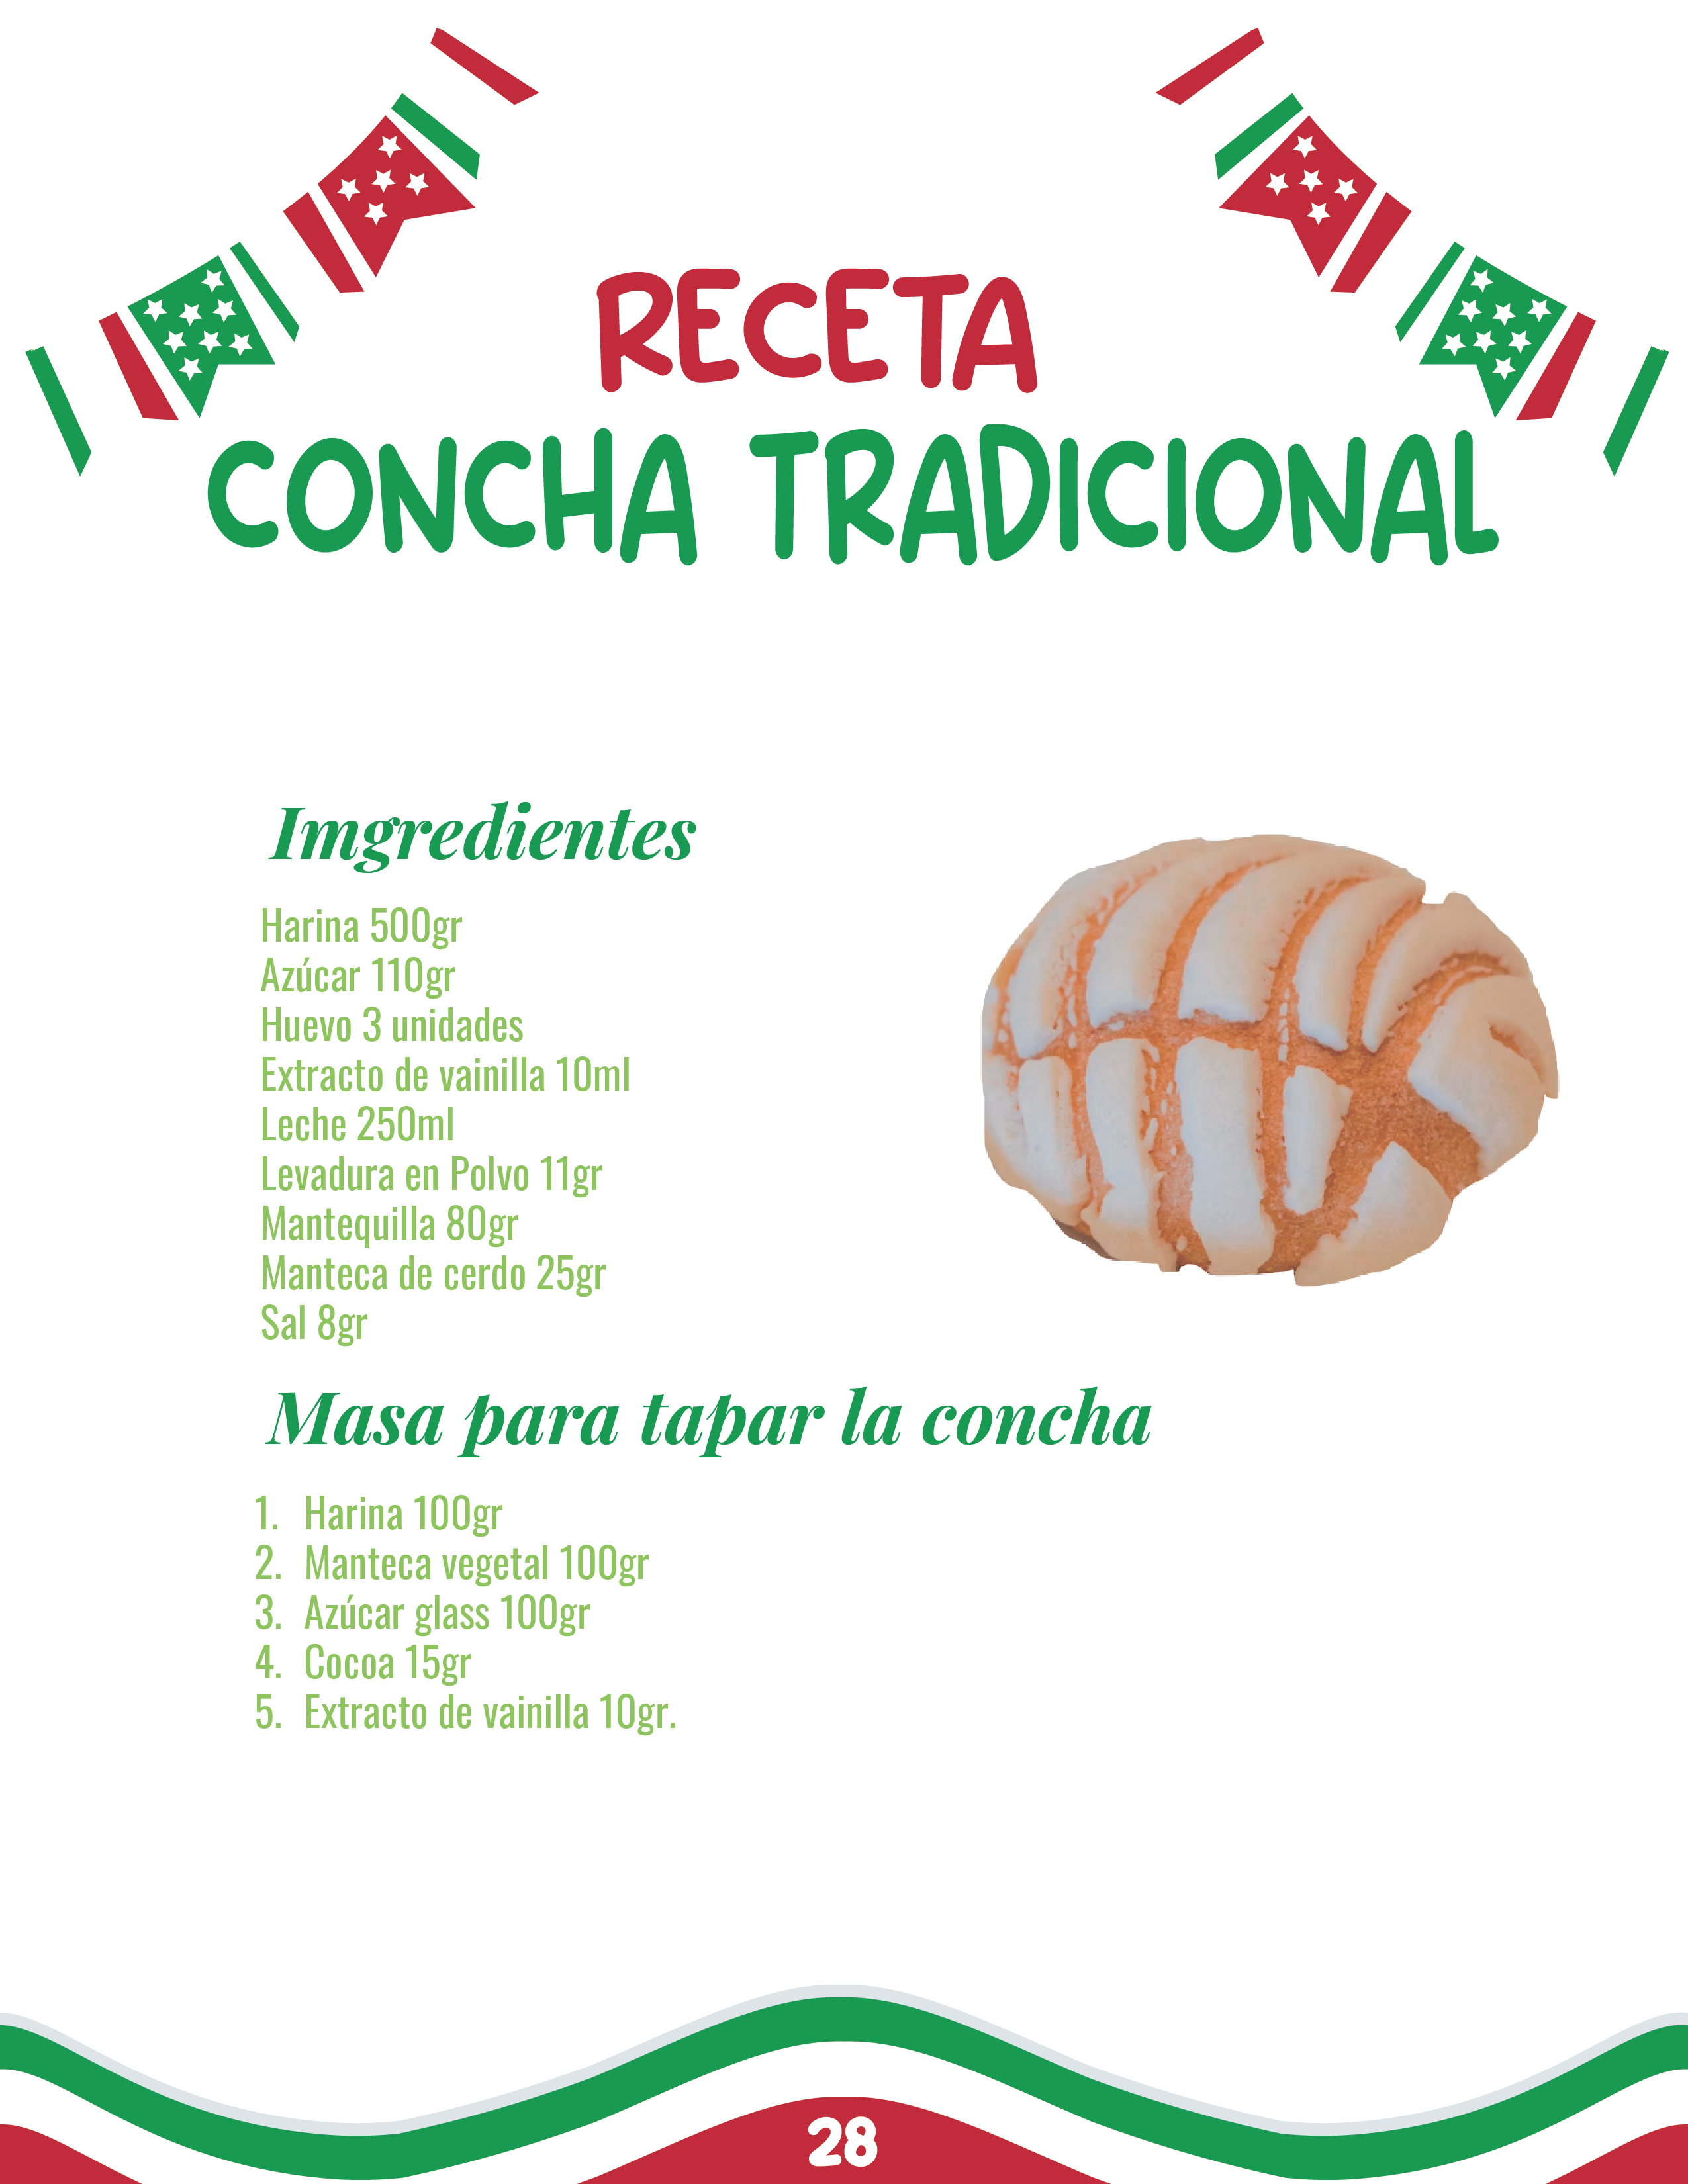 RECETA
CONCHA TRADICIONAL
Imgredientes
Harina 500gr
Azúcar 110gr
Huevo 3 unidades
Extracto de vainilla 10ml
Leche 250ml
Levadura en Polvo 11gr
Mantequilla 80gr
Manteca de cerdo 25gr
Sal 8gr
Masa para tapar la concha
1. Harina 100gr
2. Manteca vegetal 100gr
3. Azúcar glass 100gr
4. Cocoa 15gr
5. Extracto de vainilla 10gr.
28